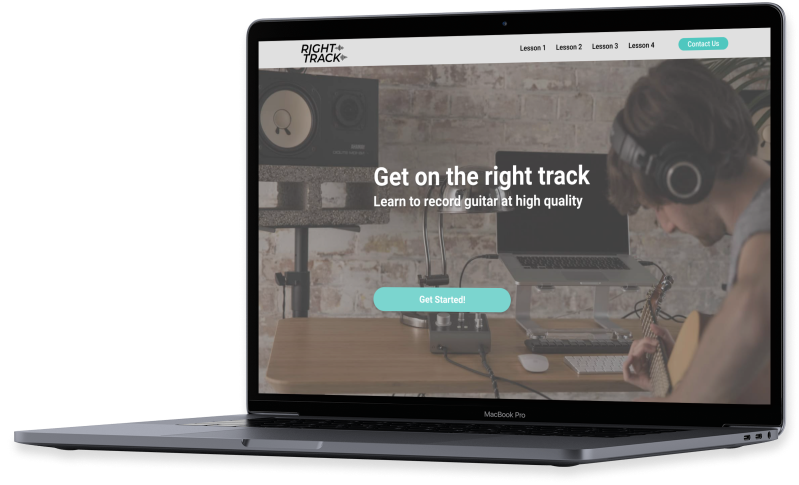 RIGHT
TRACK
Lesson 1 Lesson 2 Lesson 3 Lesson 4 Contact Us
Get on the right track
Learn to record guitar at high quality
Get Started!
MacBook Pro